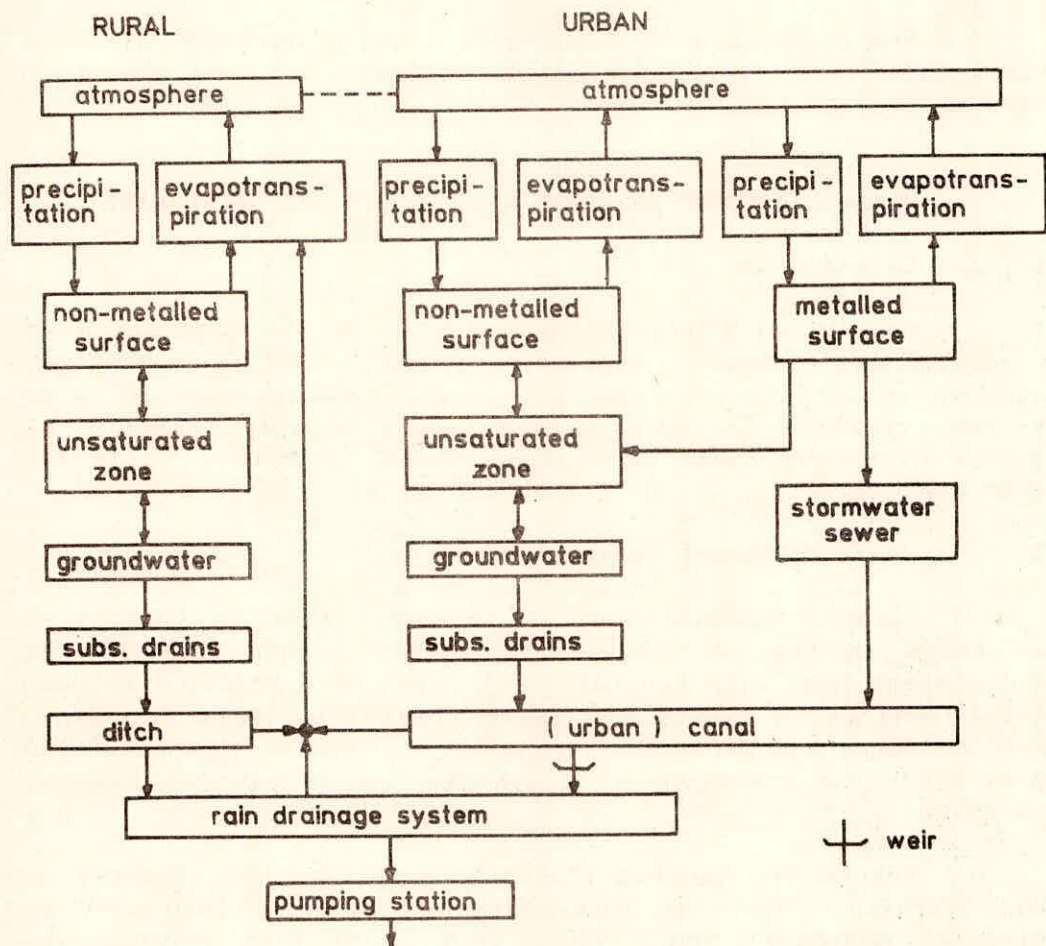 RURAL
URBAN
atmosphere
atmosphere
precipi-
tation
evapotrans-
piration
precipi-
tation
evapotrans-
piration
precipi-
tation
evapotrans-
piration
non-metalled
surface
non-metalled
surface
metalled
surface
unsaturated
zone
unsaturated
zone
stormwater
sewer
groundwater
groundwater
subs. drains
subs. drains
ditch
( urban ) canal
rain drainage system
weir
pumping station